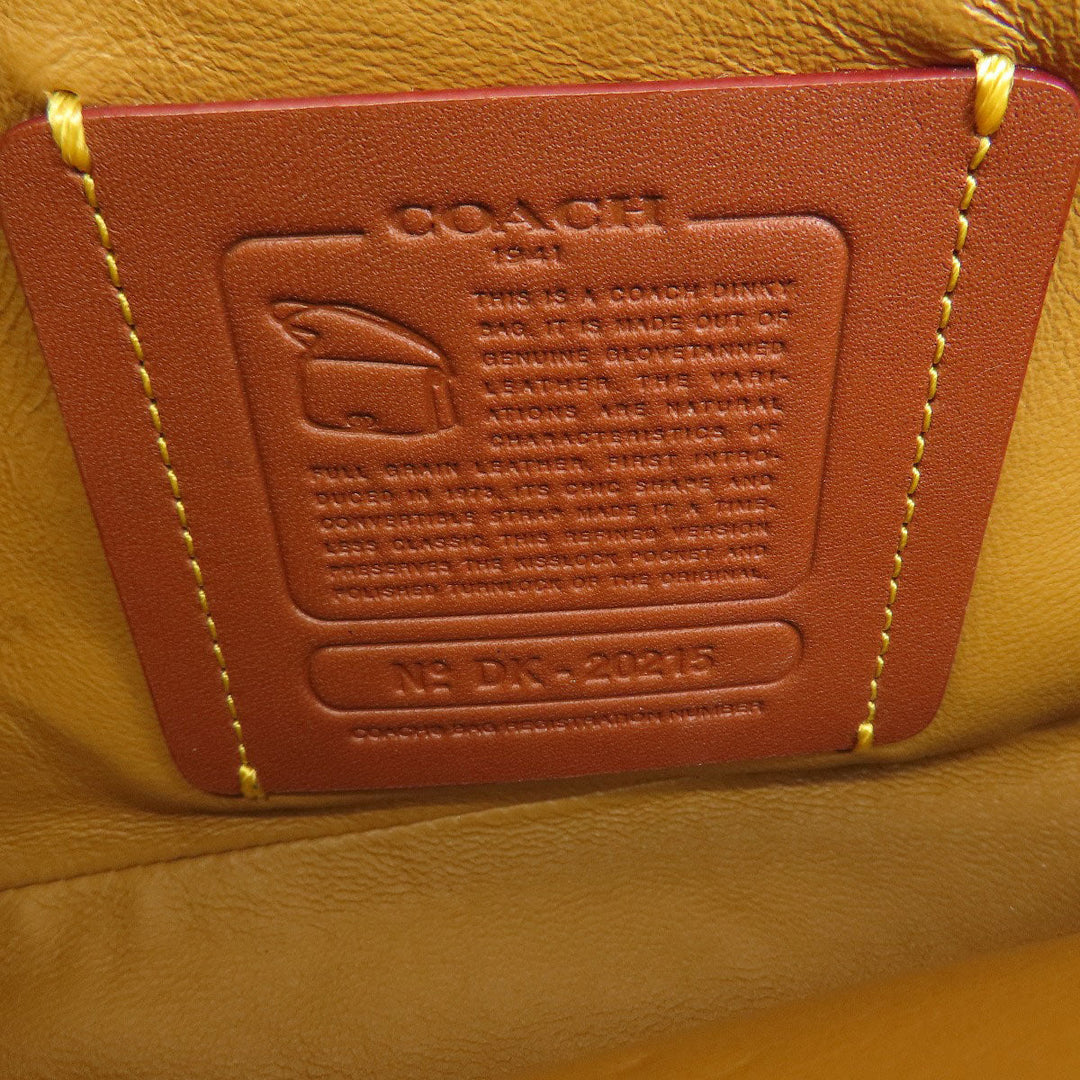 COACH
1941
THIS IS A COACH DINKY
BAG. IT IS MADE OUT OF
GENUINE GLOVETANNED
LEATHER. THE VARI-
ATIONS ARE NATURAL
CHARACTERISTICS OF
FULL GRAIN LEATHER. FIRST INTRO-
DUCED IN 1973, ITS CHIC SHAPE AND
CONVERTIBLE STRAP MADE IT A TIME-
LESS CLASSIC. THIS REFINED VERSION
PRESERVES THE KISSLOCK POCKET AND
POLISHED TURNLOCK OF THE ORIGINAL.
Nº DK-20215
COACH© BAG REGISTRATION NUMBER